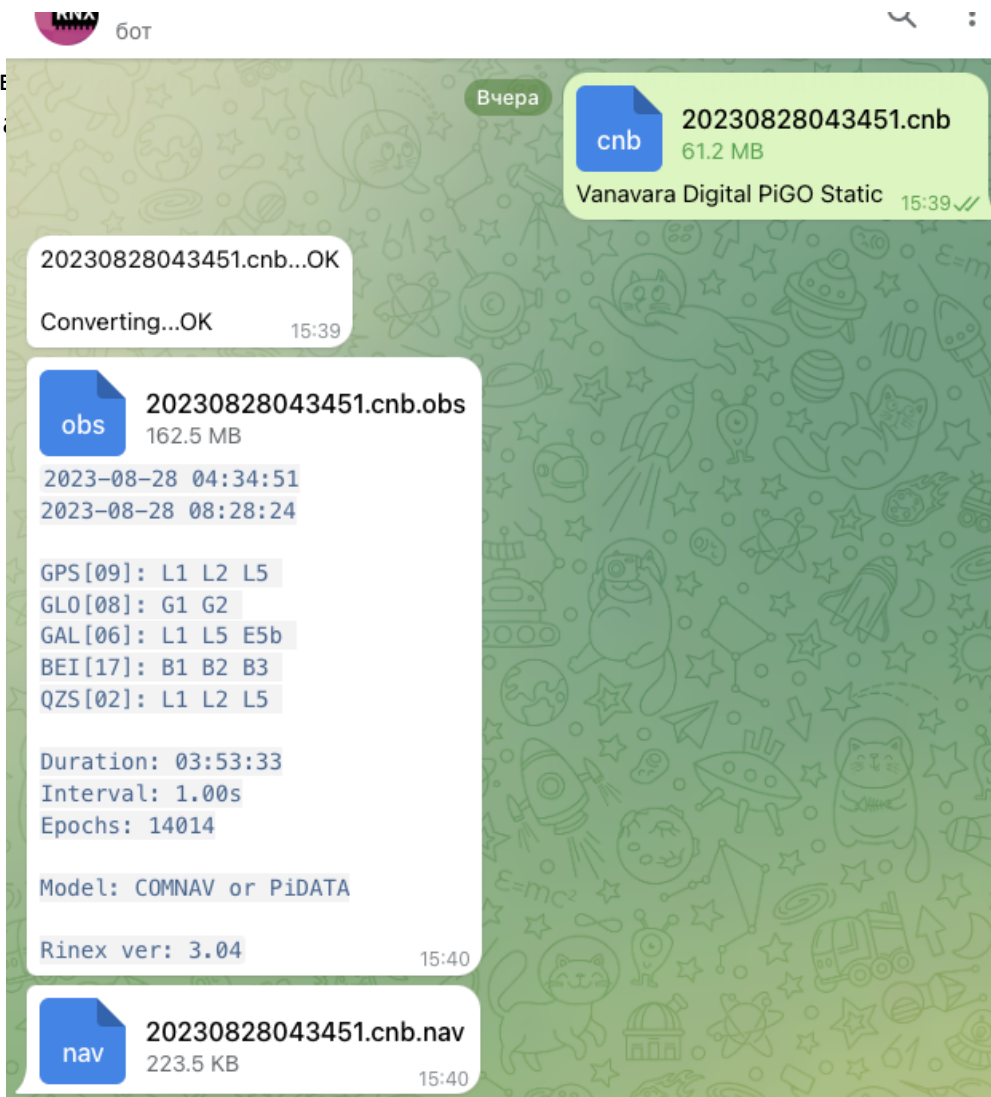 RNX
бот
Вчера
cnb
20230828043451.cnb
61.2 MB
Vanavara Digital PiGO Static
15:39
20230828043451.cnb...OK
Converting...OK
15:39
obs
20230828043451.cnb.obs
162.5 MB
2023-08-28 04:34:51
2023-08-28 08:28:24
GPS[09]: L1 L2 L5
GLO[08]: G1 G2
GAL[06]: L1 L5 E5b
BEI[17]: B1 B2 B3
QZS[02]: L1 L2 L5
Duration: 03:53:33
Interval: 1.00s
Epochs: 14014
Model: COMNAV or PiDATA
Rinex ver: 3.04
15:40
nav
20230828043451.cnb.nav
223.5 KB
15:40